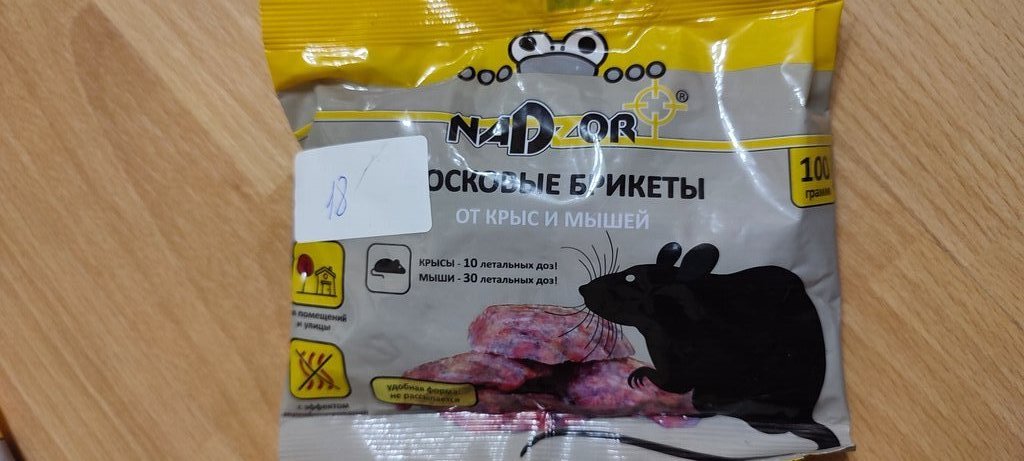 NADZOR®
ОСКОВЫЕ БРИКЕТЫ
ОТ КРЫС И МЫШЕЙ
100
грамм
18
КРЫСЫ - 10 летальных доз!
МЫШИ - 30 летальных доз!
помещений
и улицы
удобная форма!
не рассыпается
с эффектом